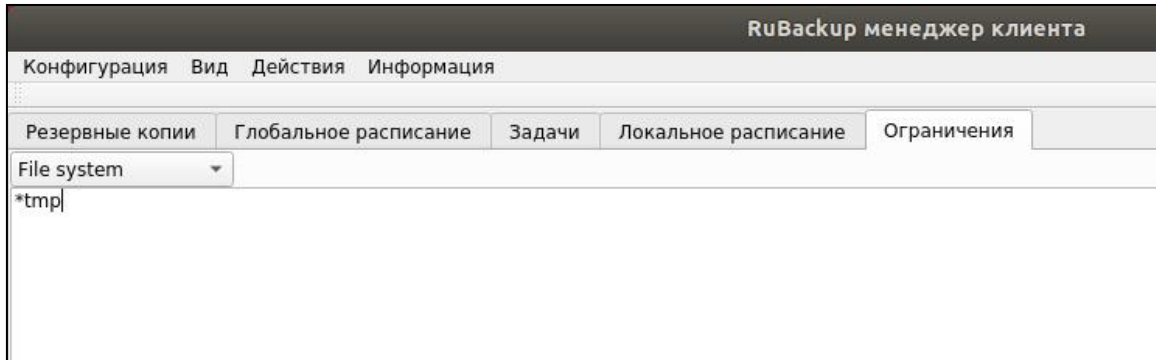 RuBackup менеджер клиента
Конфигурация Вид Действия Информация
Резервные копии Глобальное расписание Задачи Локальное расписание Ограничения
File system
*tmp